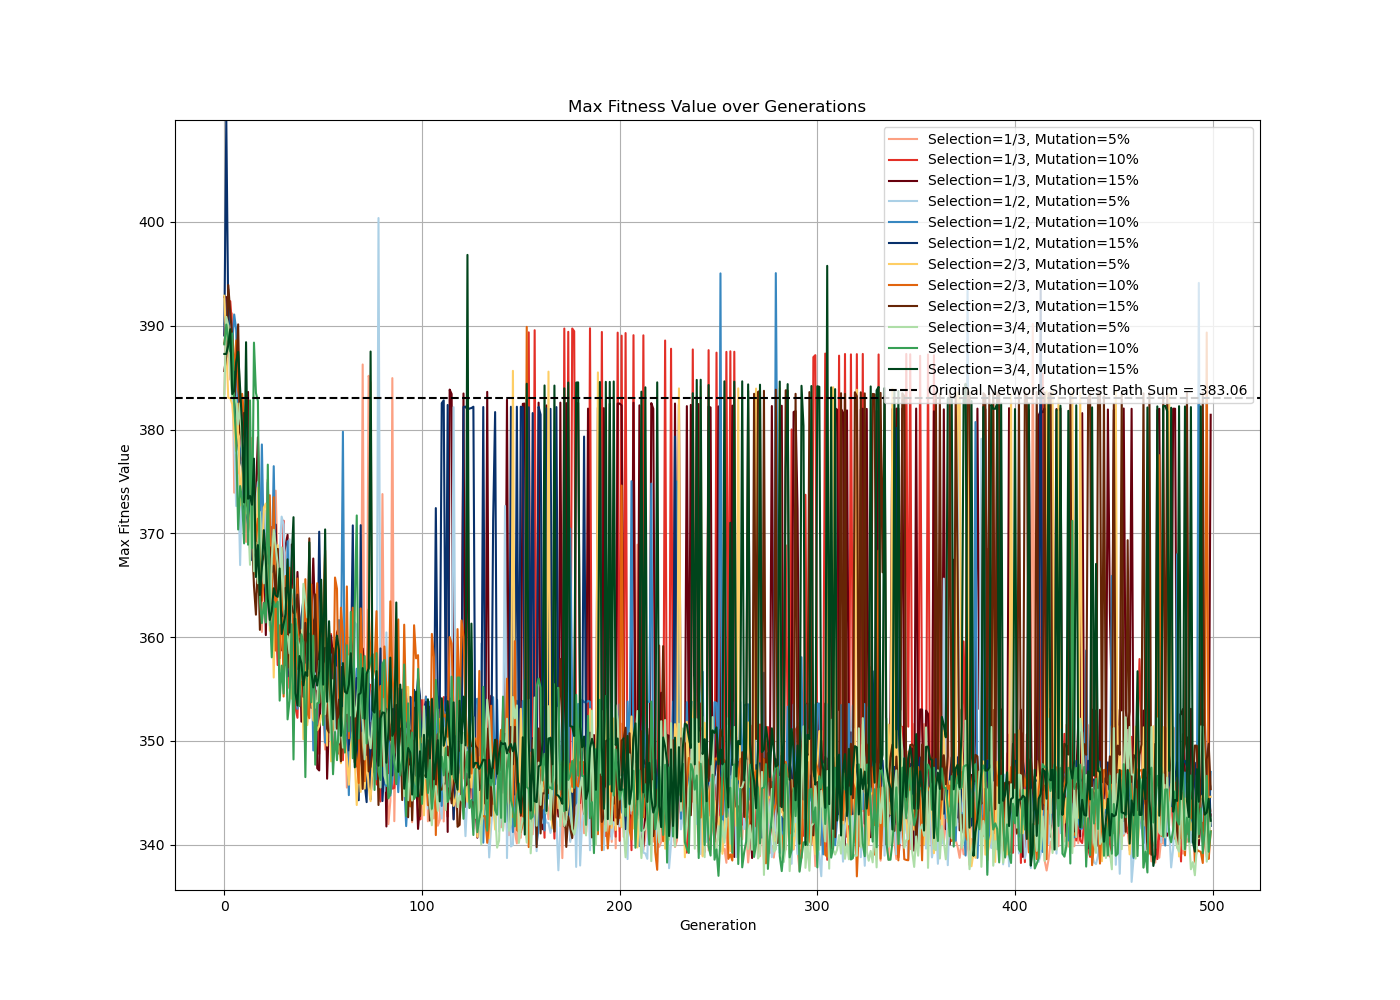 Max Fitness Value over Generations
Max Fitness Value
400
390
380
370
360
350
340
0
100
200
300
400
500
Generation
Selection=1/3, Mutation=5%
Selection=1/3, Mutation=10%
Selection=1/3, Mutation=15%
Selection=1/2, Mutation=5%
Selection=1/2, Mutation=10%
Selection=1/2, Mutation=15%
Selection=2/3, Mutation=5%
Selection=2/3, Mutation=10%
Selection=2/3, Mutation=15%
Selection=3/4, Mutation=5%
Selection=3/4, Mutation=10%
Selection=3/4, Mutation=15%
Original Network Shortest Path Sum = 383.06